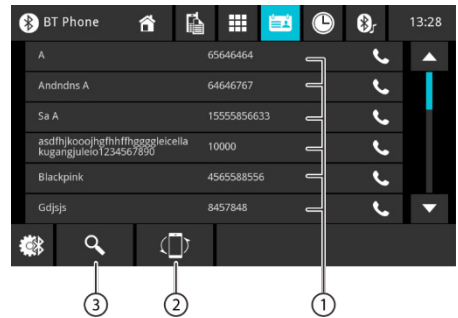 BT Phone 13:28
A 65646464
Andndns A 64646767
Sa A 15555856633
asdfhjkooojhgfhhffhggggleicella
kugangjuleio1234567890 10000
Blackpink 4565588556
Gdjsjs 8457848
3 2 1